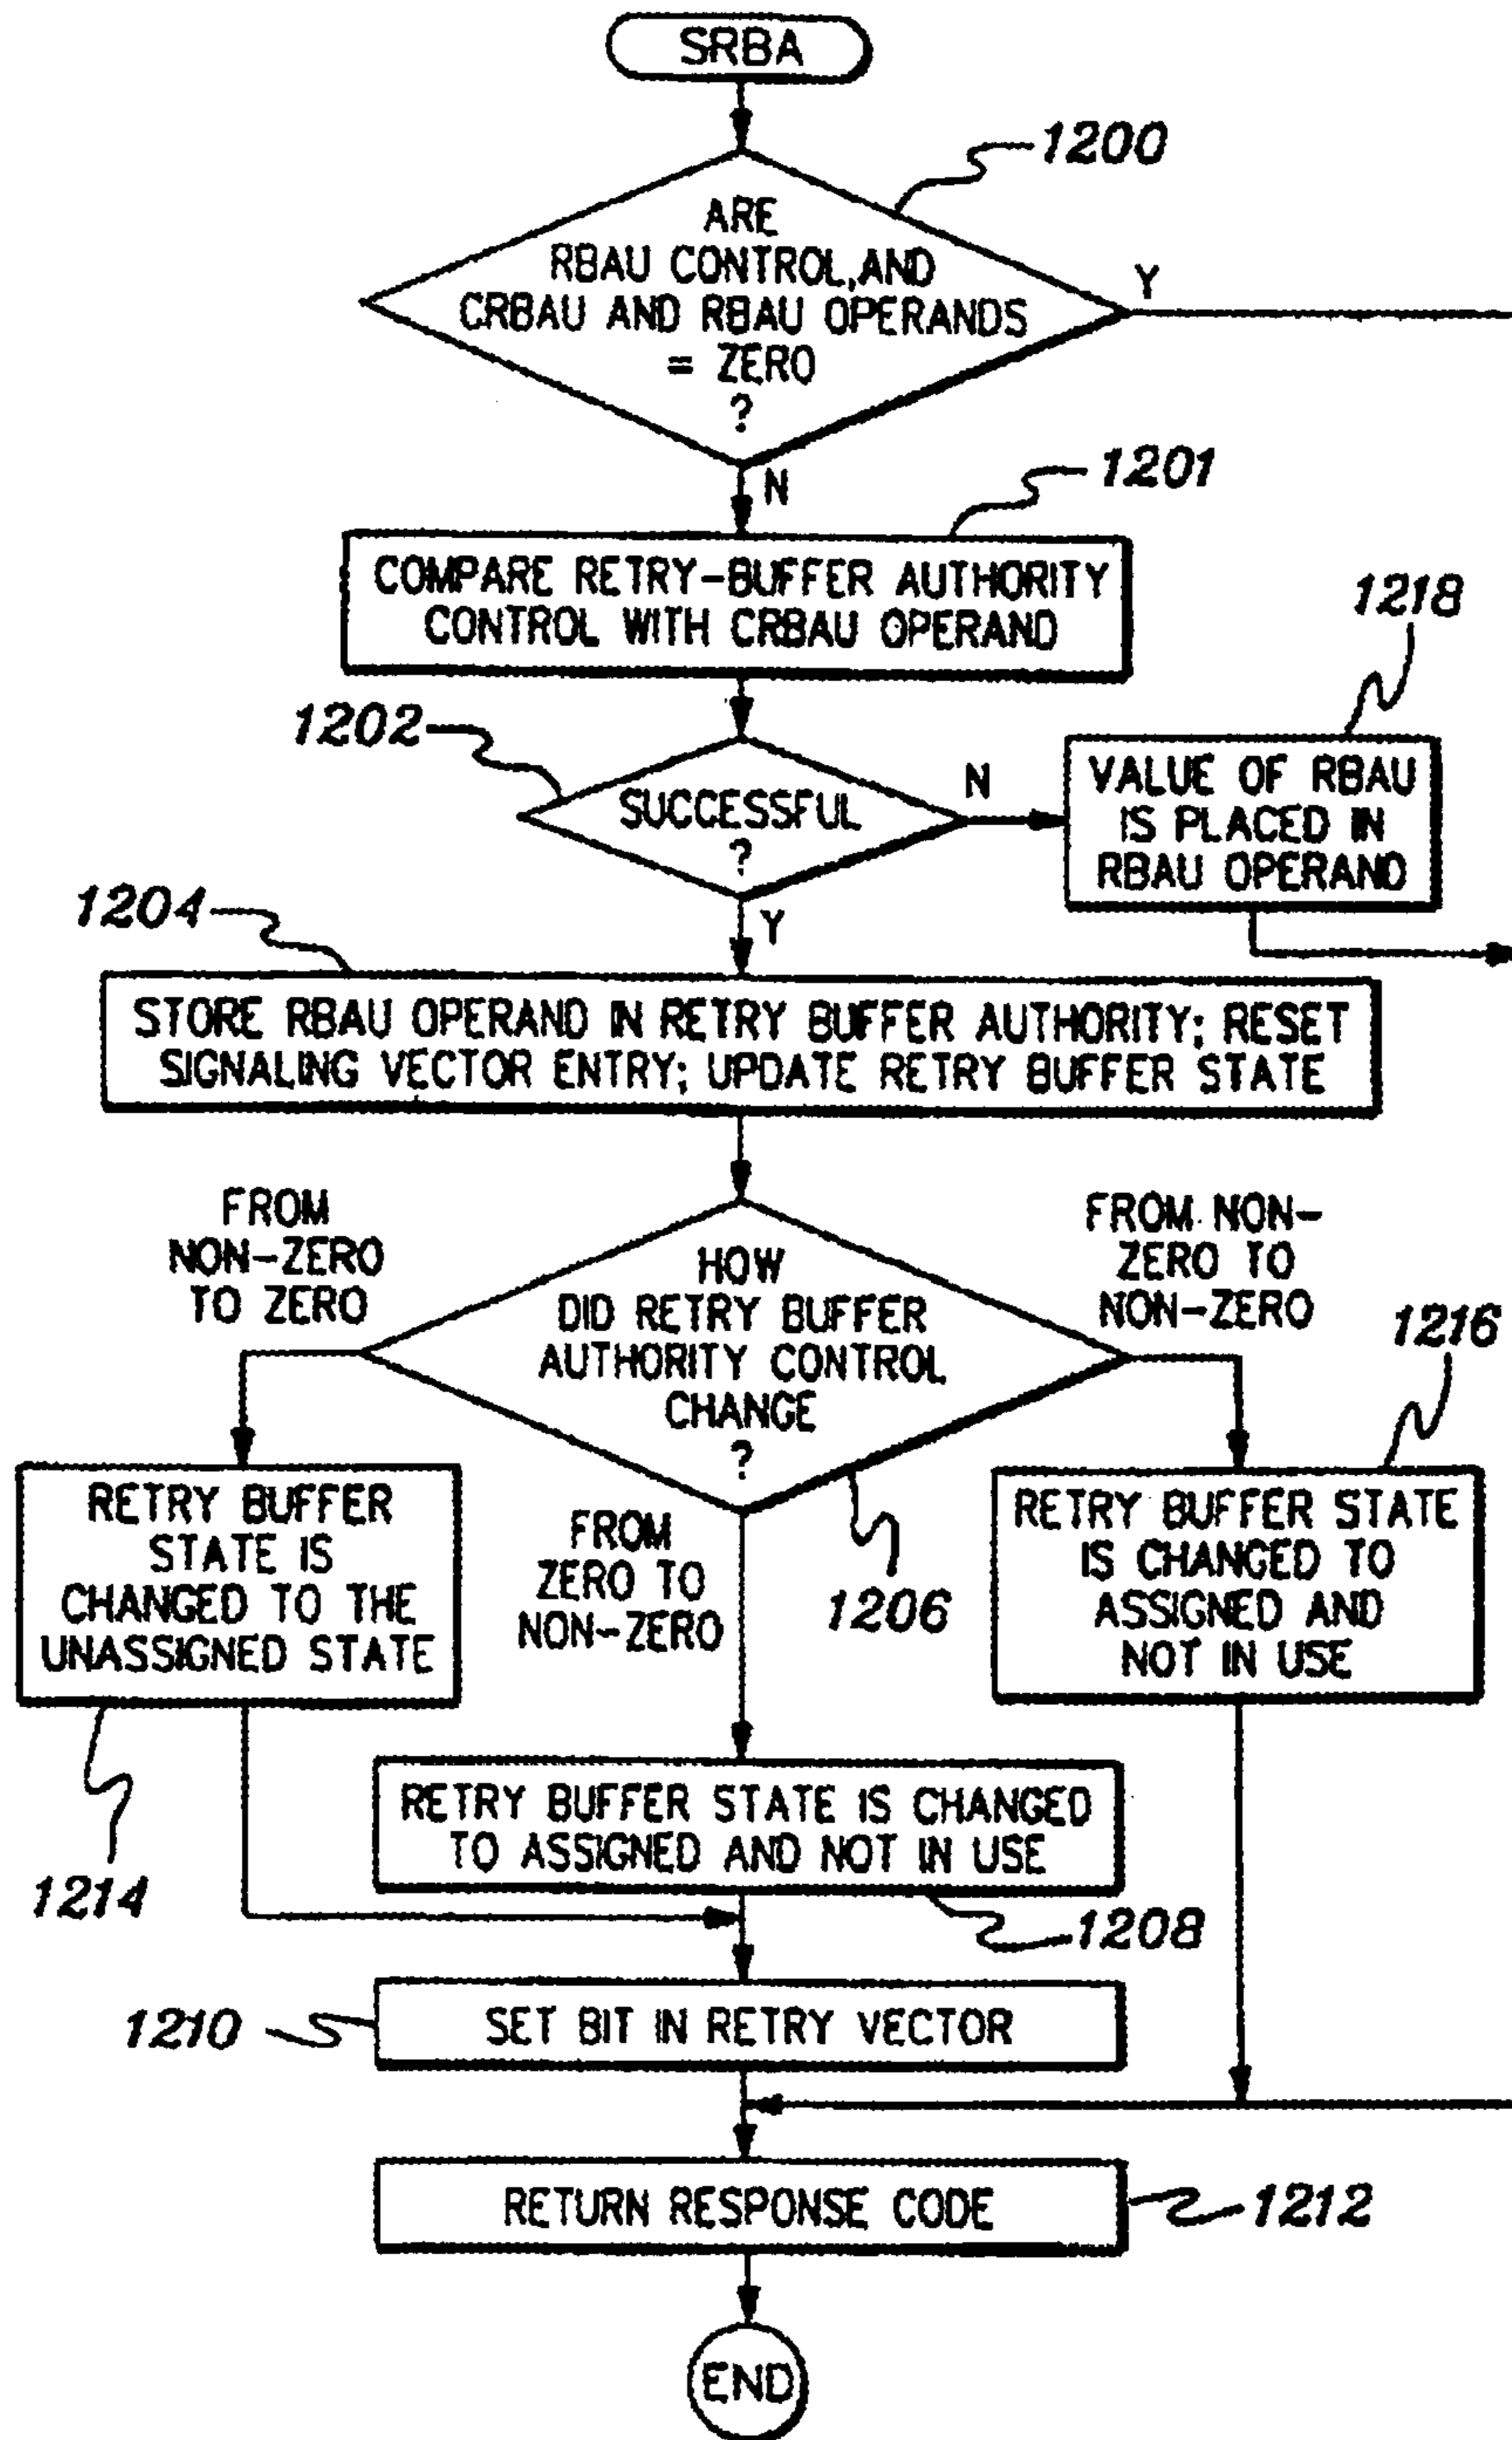 SRBA
1200
ARE
RBAU CONTROL, AND
CRBAU AND RBAU OPERANDS
= ZERO
?
Y
N
1201
COMPARE RETRY-BUFFER AUTHORITY
CONTROL WITH CRBAU OPERAND
1218
1202
SUCCESSFUL
?
N
VALUE OF RBAU
IS PLACED IN
RBAU OPERAND
Y
1204
STORE RBAU OPERAND IN RETRY BUFFER AUTHORITY; RESET
SIGNALING VECTOR ENTRY; UPDATE RETRY BUFFER STATE
FROM
NON-ZERO
TO ZERO
HOW
DID RETRY BUFFER
AUTHORITY CONTROL
CHANGE
?
FROM NON-
ZERO TO
NON-ZERO
1216
RETRY BUFFER
STATE IS
CHANGED TO THE
UNASSIGNED STATE
FROM
ZERO TO
NON-ZERO
1206
RETRY BUFFER STATE
IS CHANGED TO
ASSIGNED AND
NOT IN USE
RETRY BUFFER STATE IS CHANGED
TO ASSIGNED AND NOT IN USE
1214
1208
1210
SET BIT IN RETRY VECTOR
RETURN RESPONSE CODE
1212
END